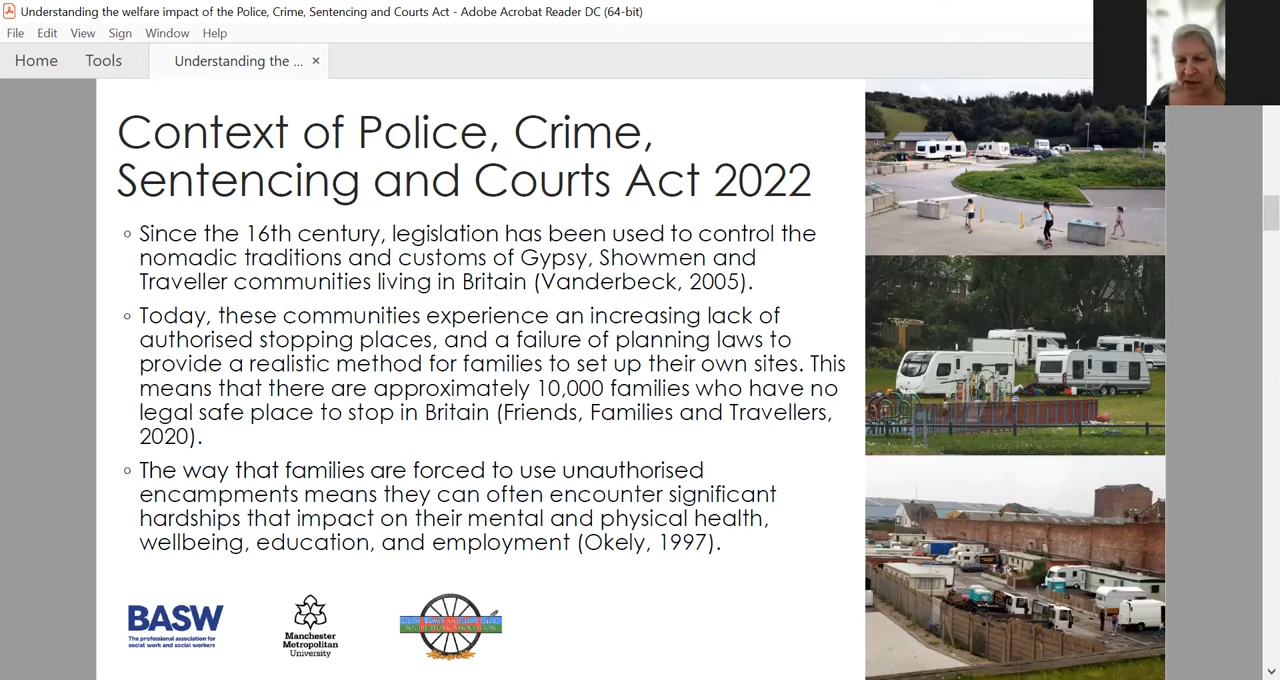 Understanding the welfare impact of the Police, Crime, Sentencing and Courts Act - Adobe Acrobat Reader DC (64-bit)
File Edit View Sign Window Help
Home Tools Understanding the ... ×
Context of Police, Crime,
Sentencing and Courts Act 2022
Since the 16th century, legislation has been used to control the
nomadic traditions and customs of Gypsy, Showmen and
Traveller communities living in Britain (Vanderbeck, 2005).
Today, these communities experience an increasing lack of
authorised stopping places, and a failure of planning laws to
provide a realistic method for families to set up their own sites. This
means that there are approximately 10,000 families who have no
legal safe place to stop in Britain (Friends, Families and Travellers,
2020).
The way that families are forced to use unauthorised
encampments means they can often encounter significant
hardships that impact on their mental and physical health,
wellbeing, education, and employment (Okely, 1997).
BASW
The professional association for
social work and social workers
Manchester
Metropolitan
University
GYPSY, ROMA AND TRAVELLER
SOCIAL WORK ASSOCIATION